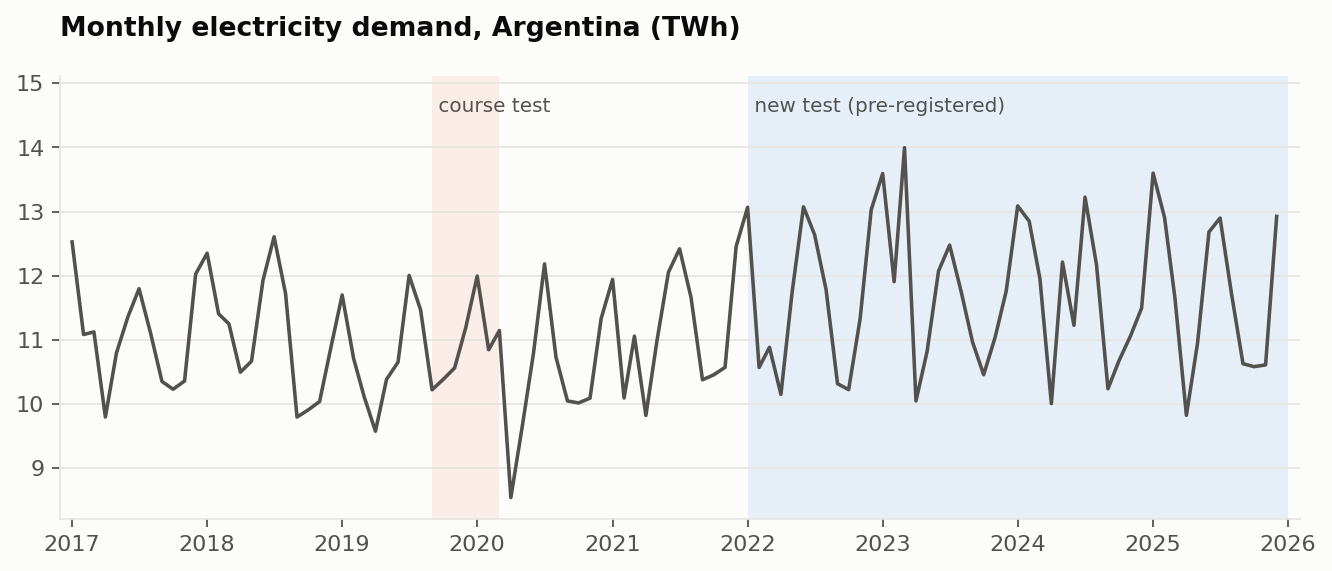 Monthly electricity demand, Argentina (TWh)
15
course test
new test (pre-registered)
14
13
12
11
10
9
2017 2018 2019 2020 2021 2022 2023 2024 2025 2026